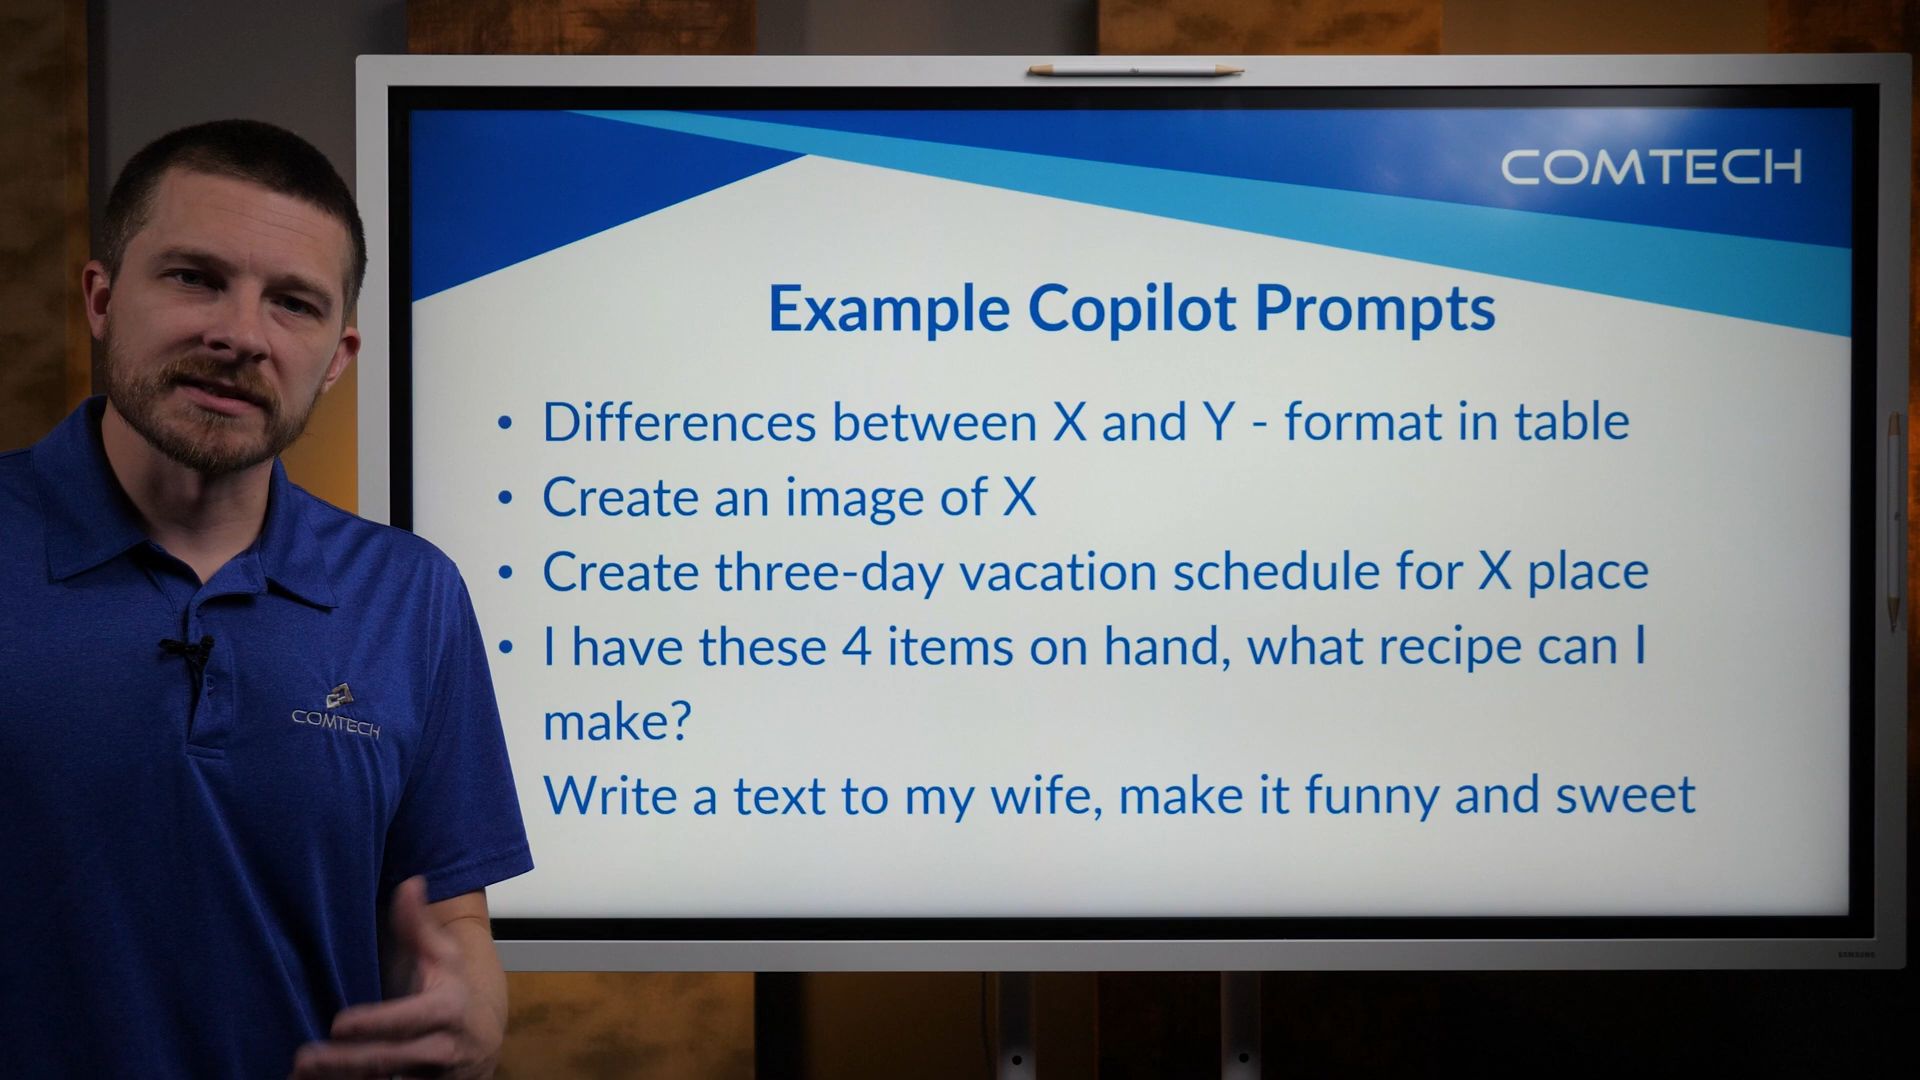 COMTECH
Example Copilot Prompts
• Differences between X and Y - format in table
• Create an image of X
• Create three-day vacation schedule for X place
• I have these 4 items on hand, what recipe can I
make?
Write a text to my wife, make it funny and sweet
COMTECH
SAMSUNG